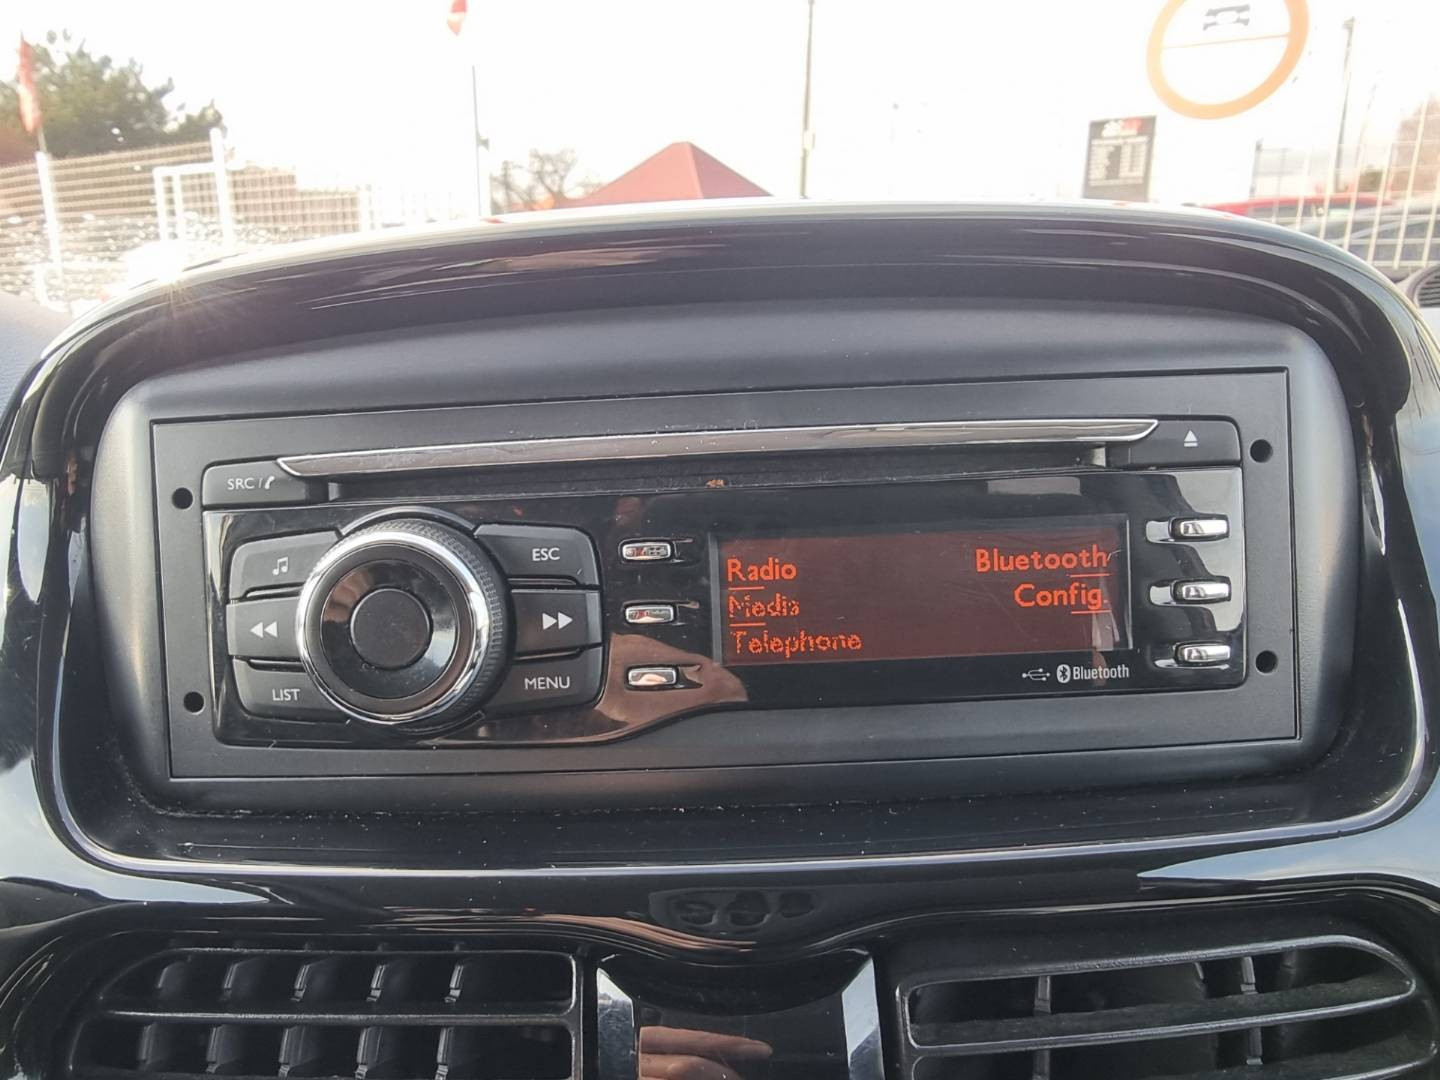 SRC /
ESC
LIST
MENU
Radio
Bluetooth
Media
Config.
Telephone
Bluetooth